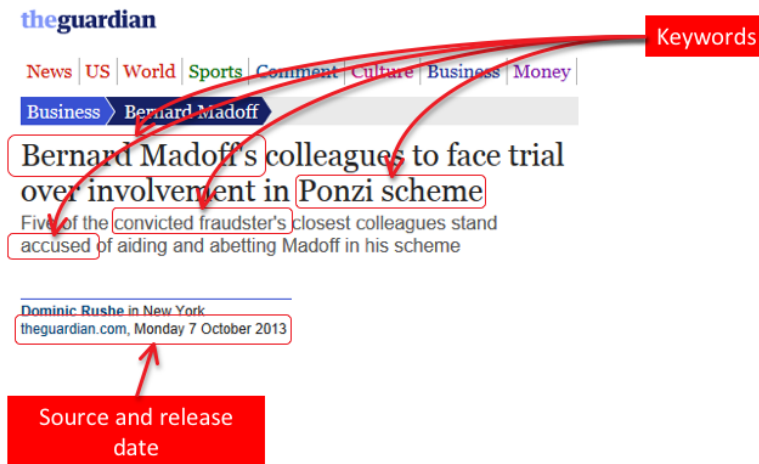 theguardian
Keywords
News US World Sports Comment Culture Business Money
Business Bernard Madoff
Bernard Madoff's colleagues to face trial
over involvement in Ponzi scheme
Five of the convicted fraudster's closest colleagues stand
accused of aiding and abetting Madoff in his scheme
Dominic Rushe in New York
theguardian.com, Monday 7 October 2013
Source and release
date